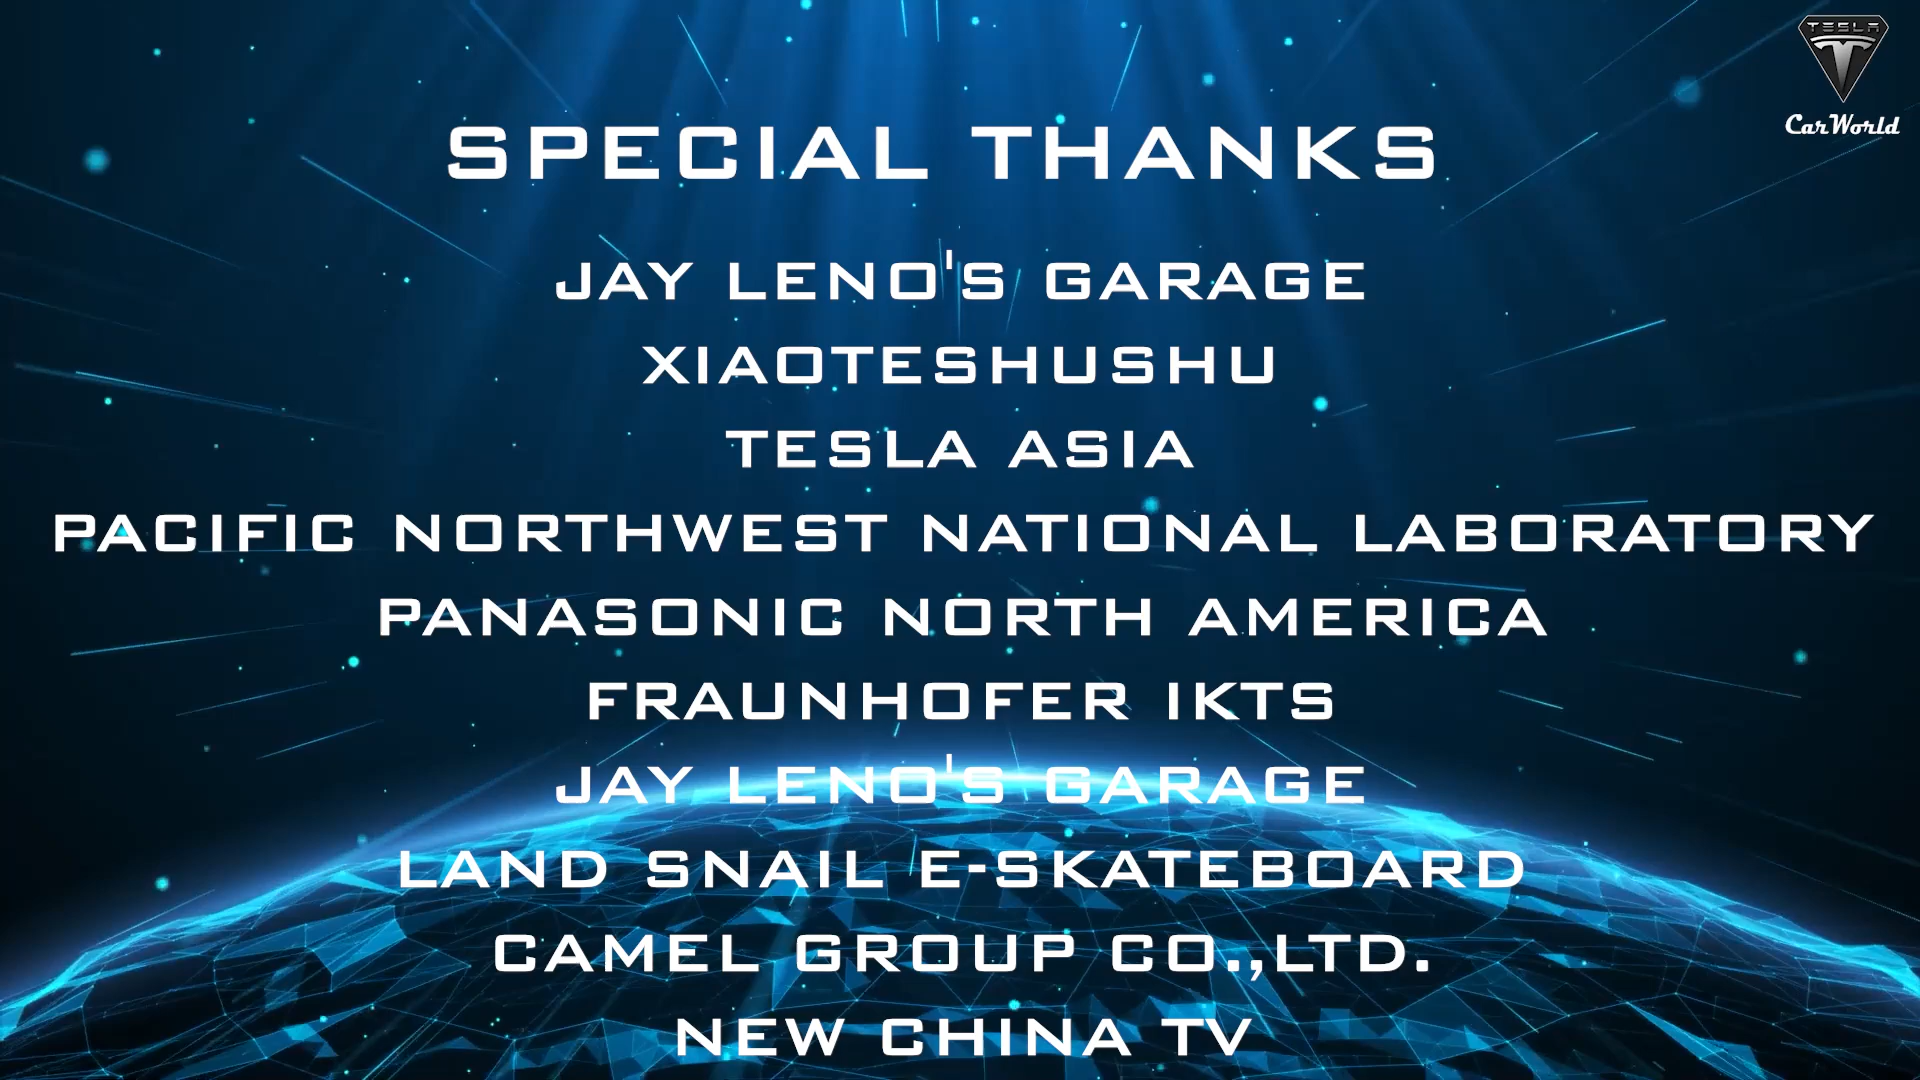 TESLA
CarWorld
SPECIAL THANKS
JAY LENO'S GARAGE
XIAOTESHUSHU
TESLA ASIA
PACIFIC NORTHWEST NATIONAL LABORATORY
PANASONIC NORTH AMERICA
FRAUNHOFER IKTS
JAY LENO'S GARAGE
LAND SNAIL E-SKATEBOARD
CAMEL GROUP CO.,LTD.
NEW CHINA TV